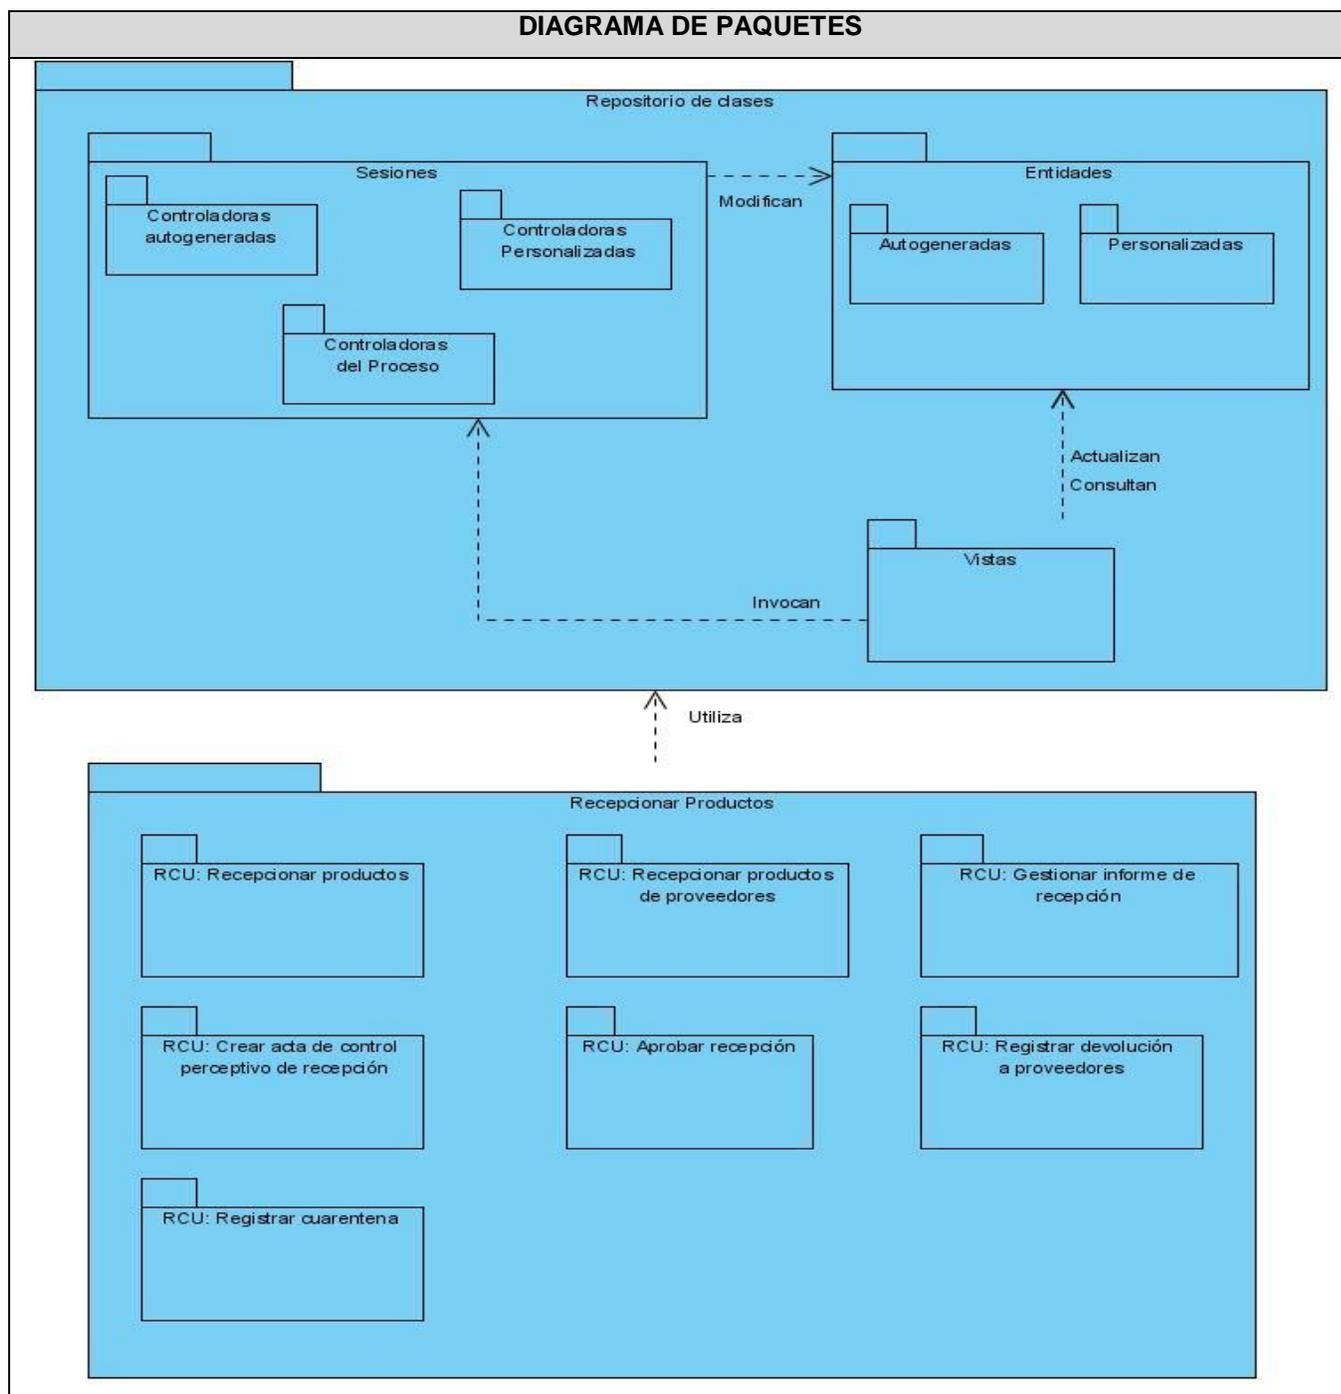 DIAGRAMA DE PAQUETES
Repositorio de clases
Sesiones
Controladoras
autogeneradas
Controladoras
Personalizadas
Controladoras
del Proceso
Modifican
Entidades
Autogeneradas
Personalizadas
Actualizan
Consultan
Vistas
Invocan
Utiliza
Recepcionar Productos
RCU: Recepcionar productos
RCU: Recepcionar productos
de proveedores
RCU: Gestionar informe de
recepción
RCU: Crear acta de control
perceptivo de recepción
RCU: Aprobar recepción
RCU: Registrar devolución
a proveedores
RCU: Registrar cuarentena